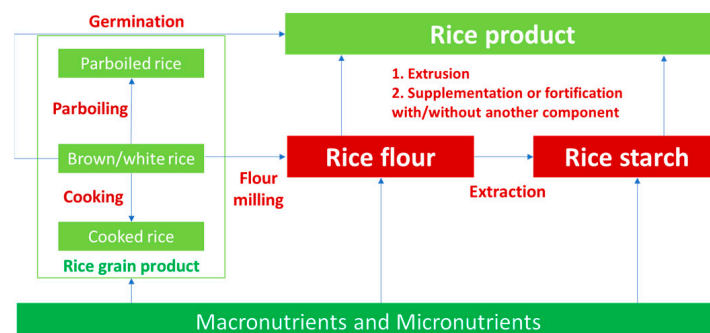 Germination
Rice product
Parboiled rice
1. Extrusion
2. Supplementation or fortification
with/without another component
Parboiling
Brown/white rice
Rice flour
Rice starch
Cooking
Flour
milling
Extraction
Cooked rice
Rice grain product
Macronutrients and Micronutrients